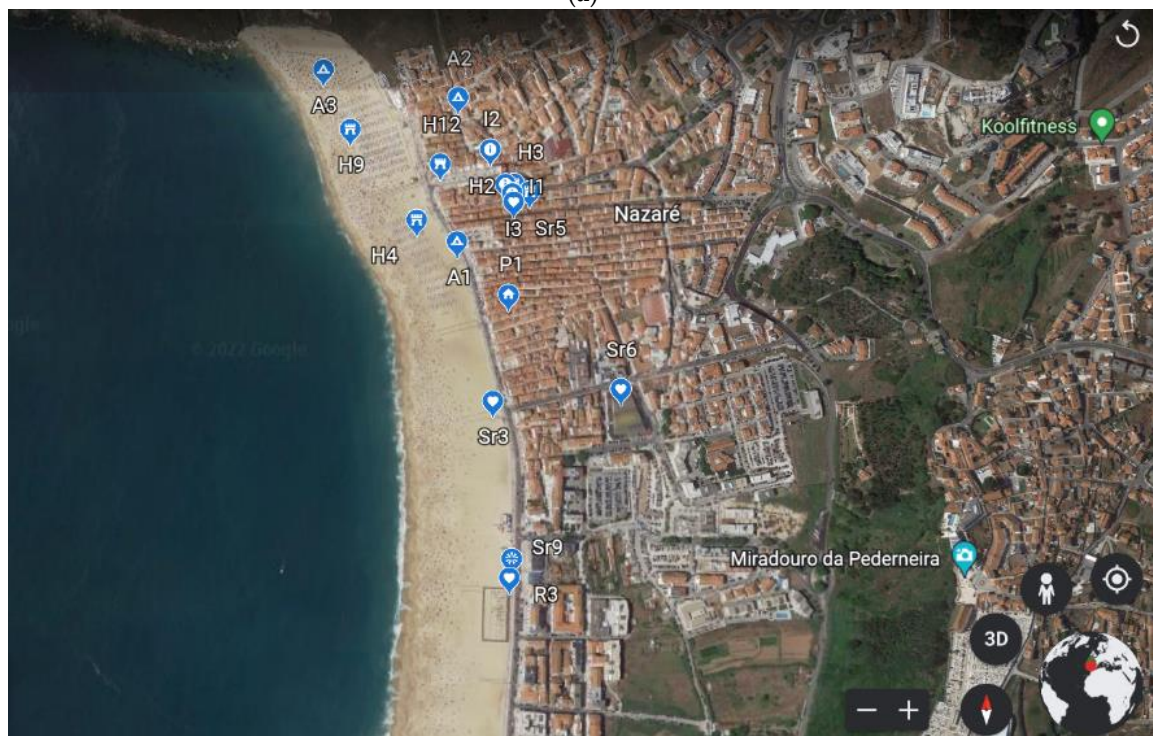 (a)
A2
A3
I2
Koolfitness
H12
H9
H3
H2
I1
Nazaré
I3
Sr5
H4
P1
A1
© 2022 Google
Sr6
Sr3
Sr9
Miradouro da Pederneira
R3
3D